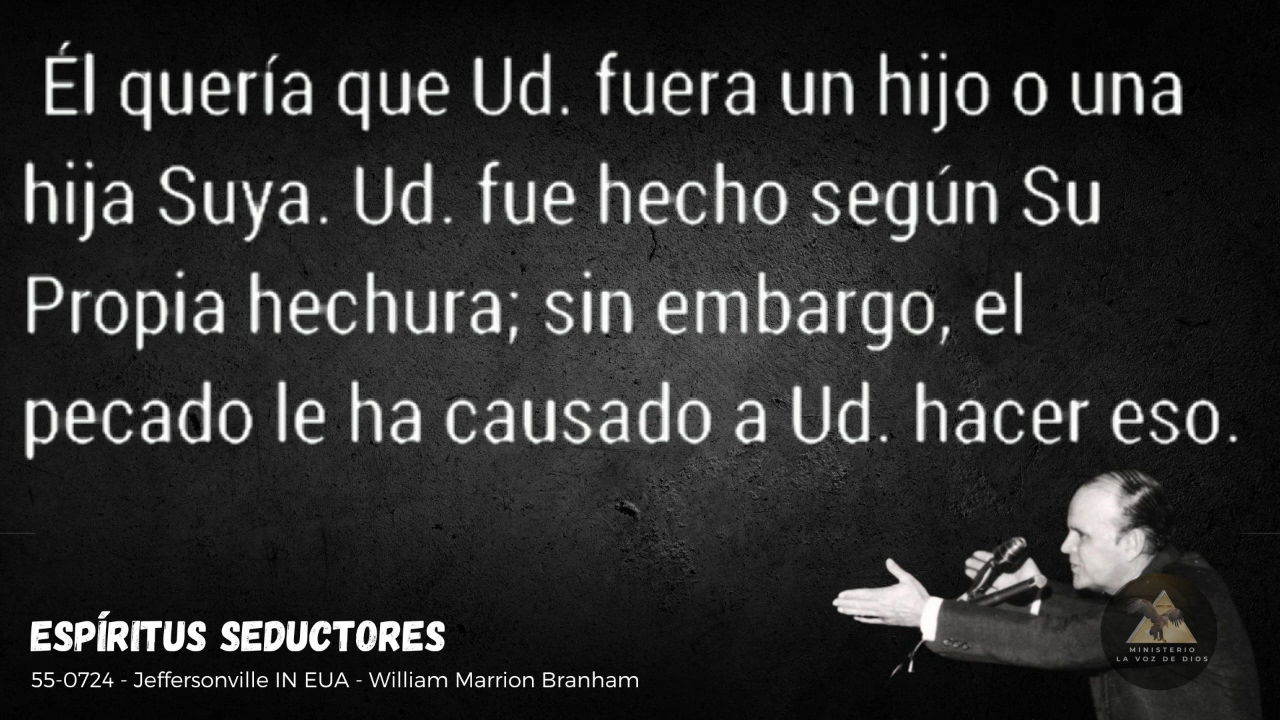 Él quería que Ud. fuera un hijo o una
hija Suya. Ud. fue hecho según Su
Propia hechura; sin embargo, el
pecado le ha causado a Ud. hacer eso.
ESPÍRITUS SEDUCTORES
55-0724 - Jeffersonville IN EUA - William Marrion Branham
MINISTERIO
LA VOZ DE DIOS